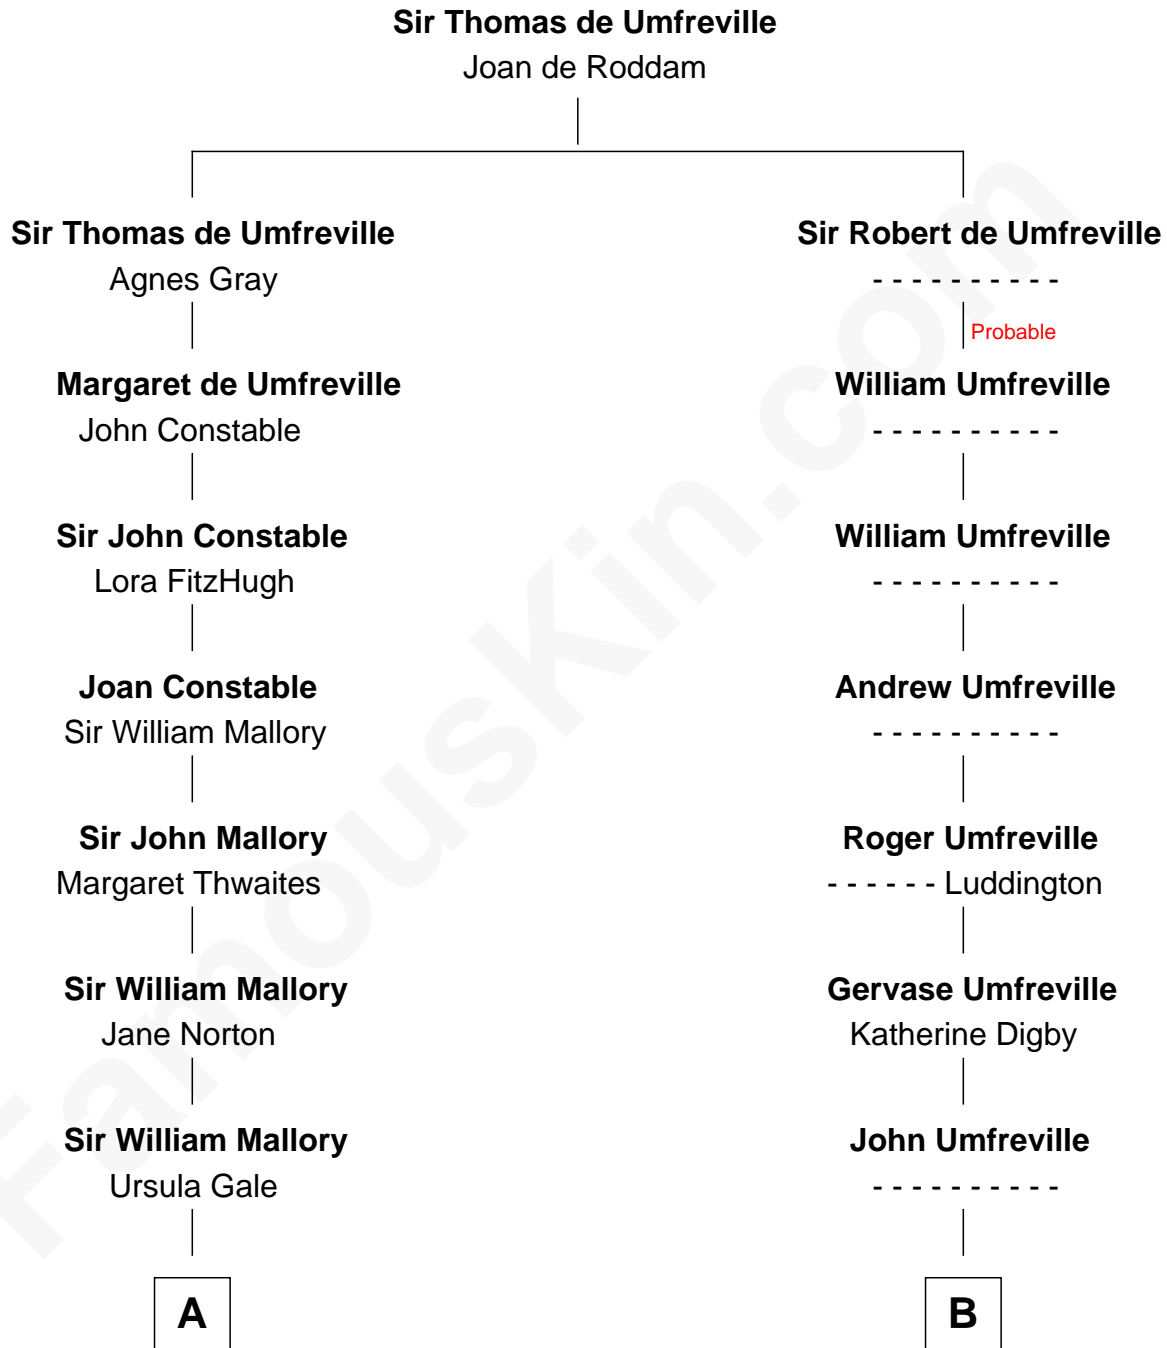 Sir Thomas de Umfreville
Joan de Roddam
Sir Thomas de Umfreville
Agnes Gray
Sir Robert de Umfreville
- - - - - - - - - -
Probable
Margaret de Umfreville
John Constable
William Umfreville
- - - - - - - - - -
Sir John Constable
Lora FitzHugh
William Umfreville
- - - - - - - - - -
Joan Constable
Sir William Mallory
Andrew Umfreville
- - - - - - - - - -
Sir John Mallory
Margaret Thwaites
Roger Umfreville
- - - - - - Luddington
Sir William Mallory
Jane Norton
Gervase Umfreville
Katherine Digby
Sir William Mallory
Ursula Gale
John Umfreville
- - - - - - - - - -
A
B
FamousKin.com